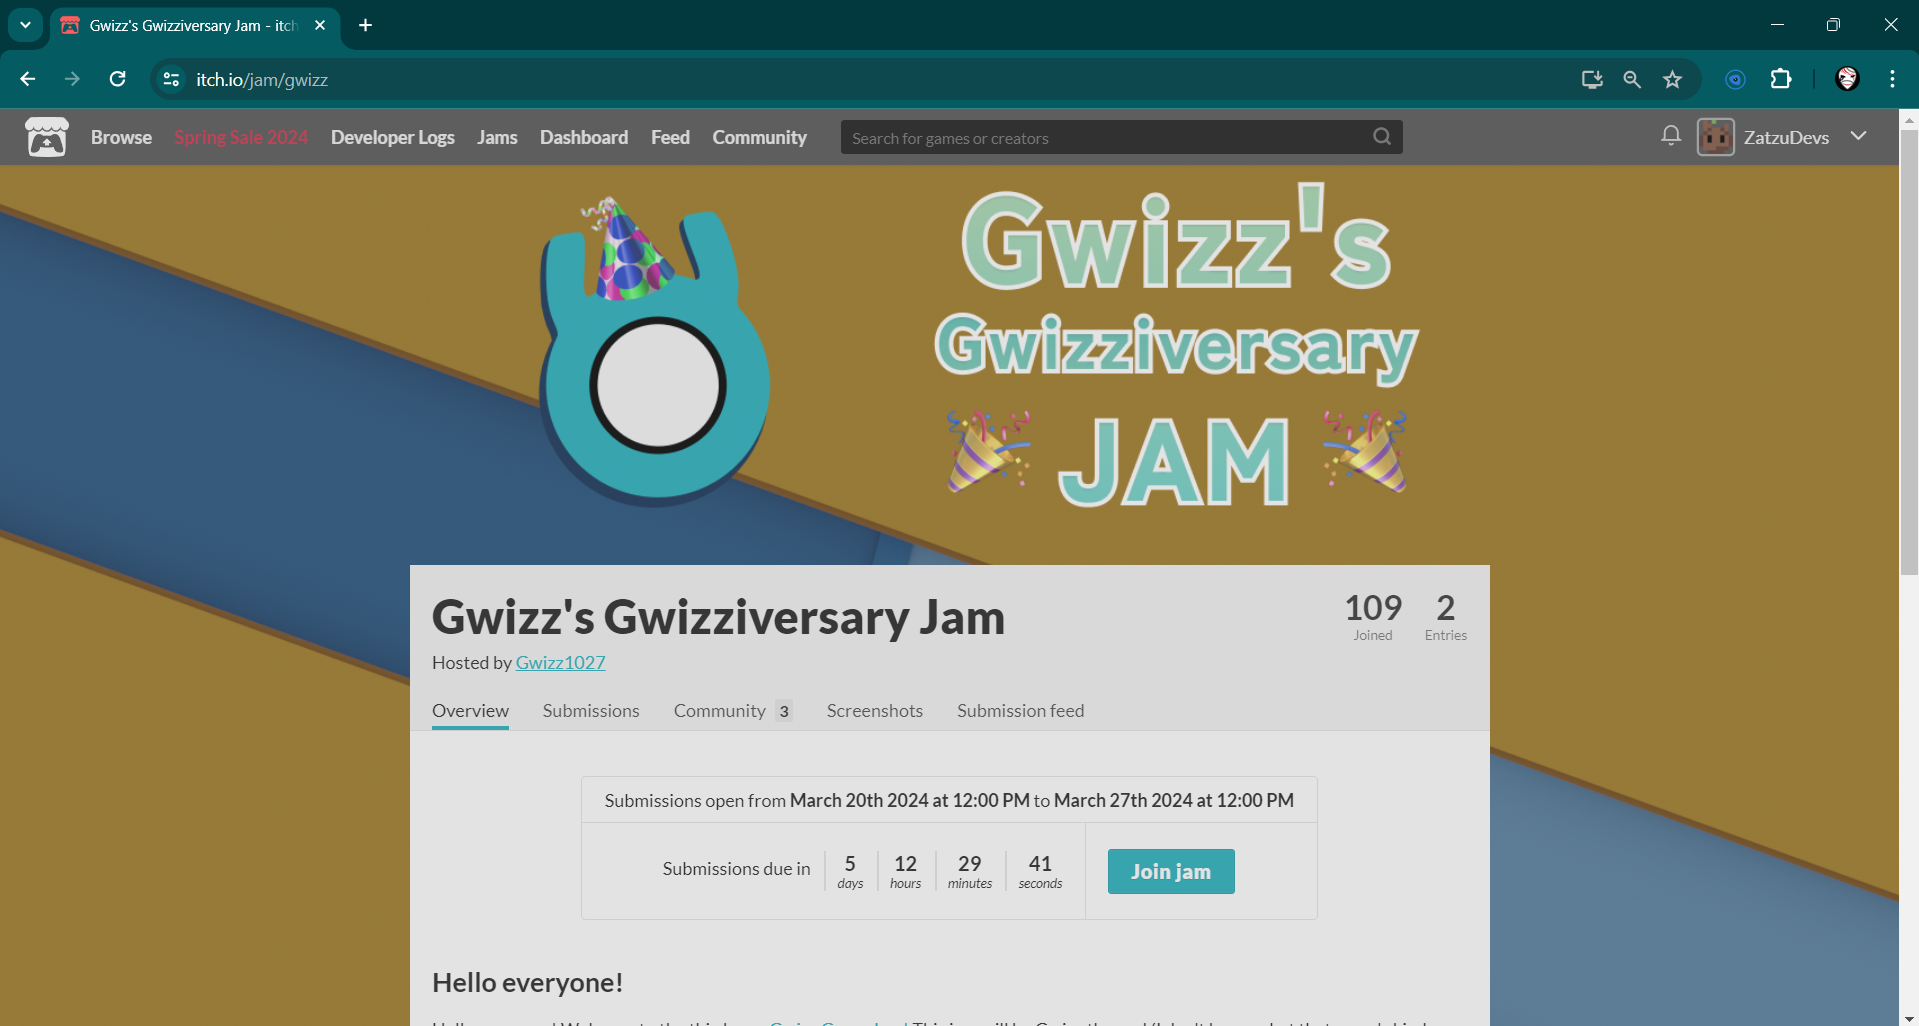 Gwizz's Gwizziversary Jam - itch
itch.io/jam/gwizz
Browse Spring Sale 2024 Developer Logs Jams Dashboard Feed Community Search for games or creators ZatzuDevs
Gwizz's
Gwizziversary
JAM
Gwizz's Gwizziversary Jam
109 2
Joined Entries
Hosted by Gwizz1027
Overview Submissions Community 3 Screenshots Submission feed
Submissions open from March 20th 2024 at 12:00 PM to March 27th 2024 at 12:00 PM
Submissions due in 5 days 12 hours 29 minutes 41 seconds
Join jam
Hello everyone!